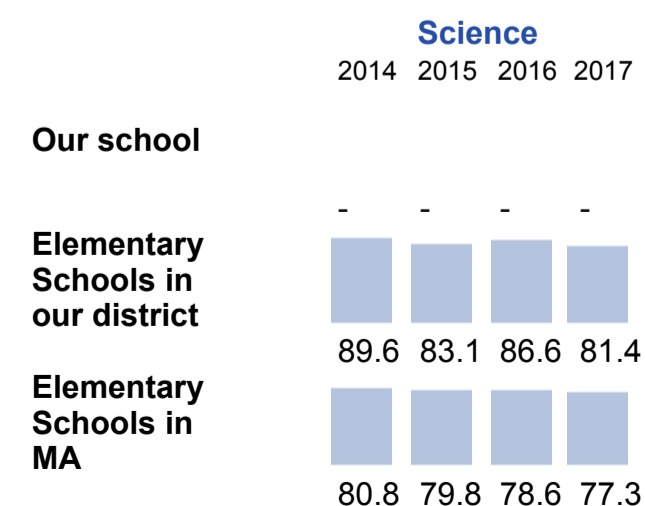 Science
2014 2015 2016 2017
Our school
- - - -
Elementary
Schools in
our district
89.6 83.1 86.6 81.4
Elementary
Schools in
MA
80.8 79.8 78.6 77.3